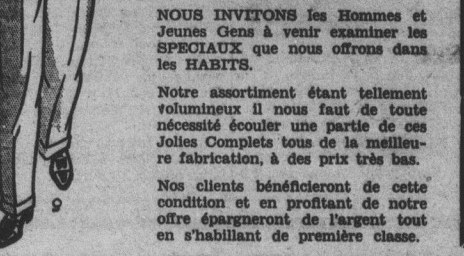 NOUS INVITONS les Hommes et
Jeunes Gens à venir examiner les
SPECIAUX que nous offrons dans
les HABITS.
Notre assortiment étant tellement
volumineux il nous faut de toute
nécessité écouler une partie de ces
Jolies Complets tous de la meilleu-
re fabrication, à des prix très bas.
Nos clients bénéficieront de cette
condition et en profitant de notre
offre épargneront de l'argent tout
en s'habillant de première classe.